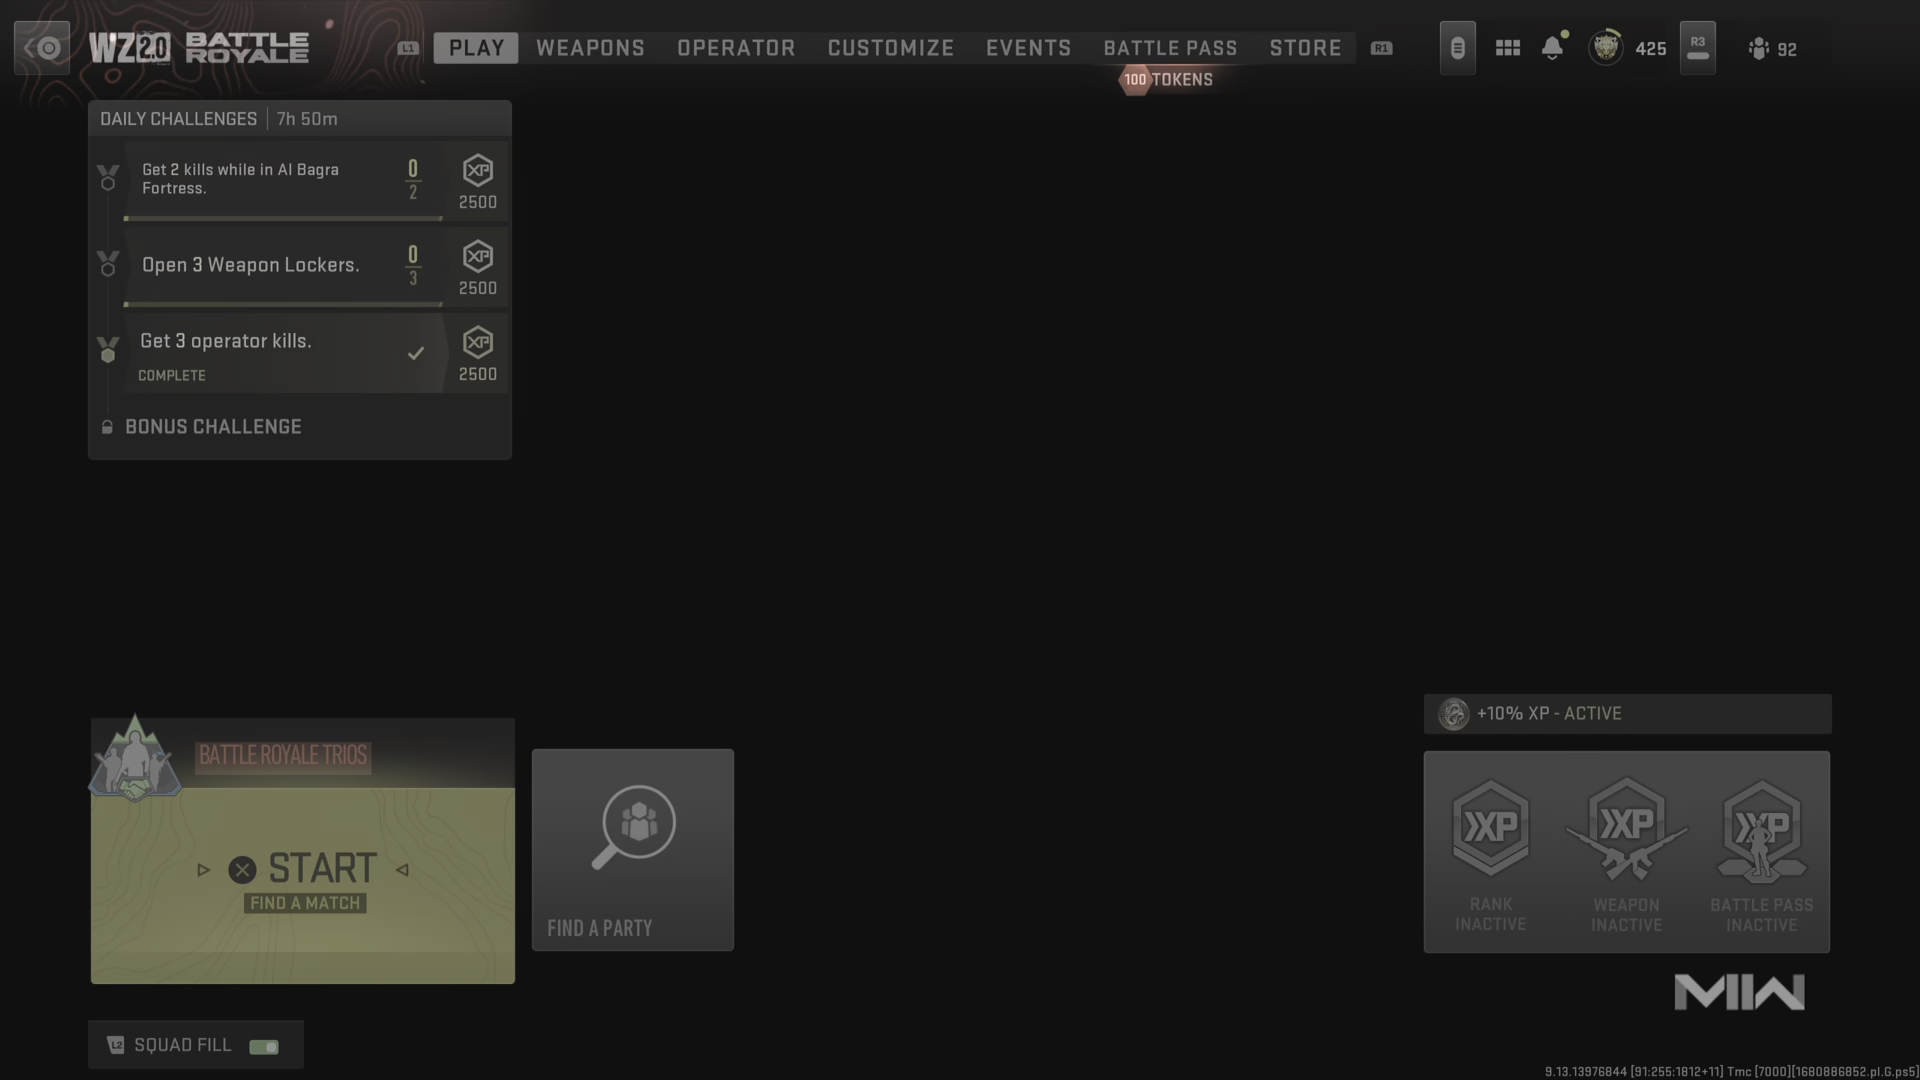 WZ2.0 BATTLE ROYALE
L1 PLAY WEAPONS OPERATOR CUSTOMIZE EVENTS BATTLE PASS STORE R1
425 R3 92
100 TOKENS
DAILY CHALLENGES 7h 50m
Get 2 kills while in Al Bagra
Fortress.
0
2
XP
2500
Open 3 Weapon Lockers.
0
3
XP
2500
Get 3 operator kills.
COMPLETE
XP
2500
BONUS CHALLENGE
BATTLE ROYALE TRIOS
START
FIND A MATCH
FIND A PARTY
L2 SQUAD FILL
+10% XP - ACTIVE
XP XP XP
RANK
INACTIVE
WEAPON
INACTIVE
BATTLE PASS
INACTIVE
MW
9.13.13976844 [91:255:1812+11] Tmc [7000][1680886852.pl.G.ps5]